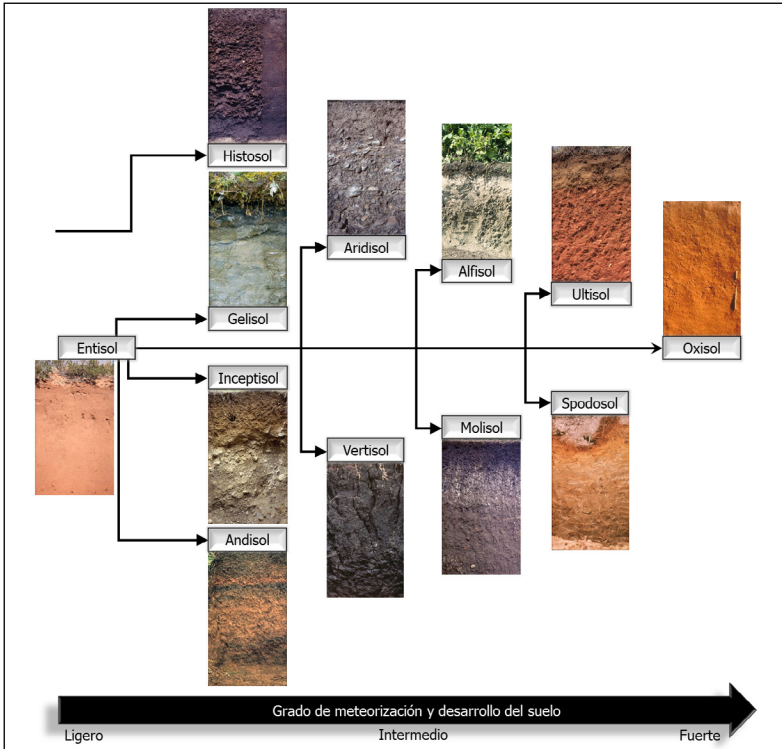 Histosol
Aridisol
Alfisol
Ultisol
Gelisol
Entisol
Oxisol
Inceptisol
Spodosol
Molisol
Vertisol
Andisol
Grado de meteorización y desarrollo del suelo
Ligero
Intermedio
Fuerte